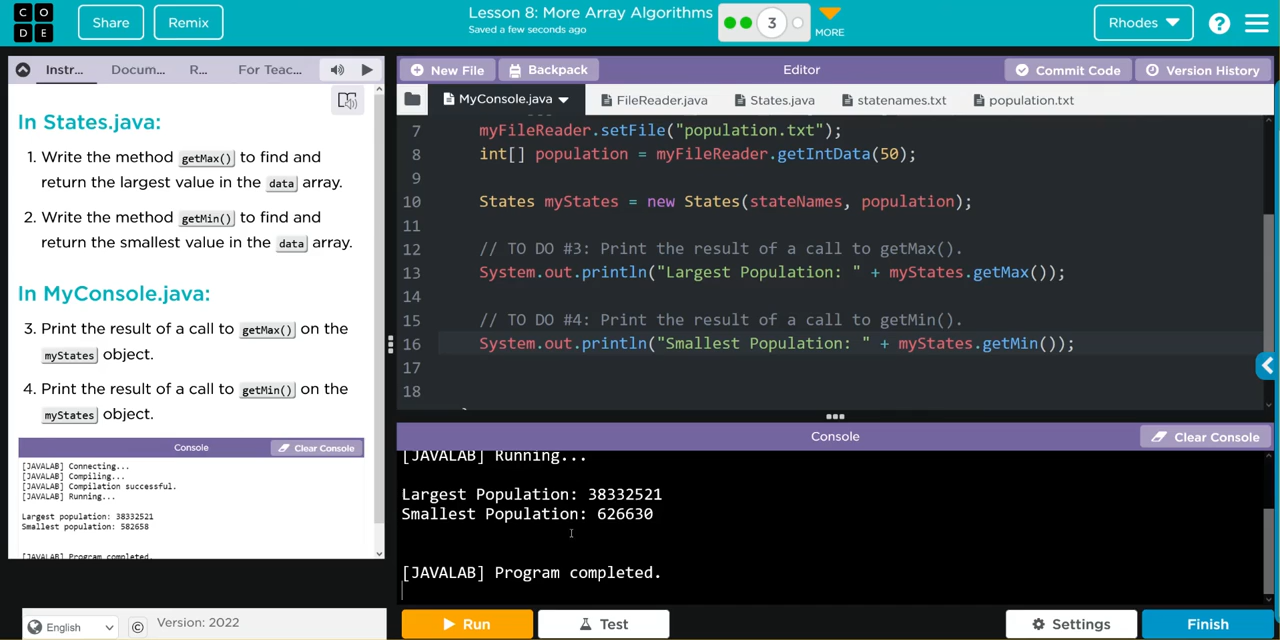 C O
D E
Share
Remix
Lesson 8: More Array Algorithms
Saved a few seconds ago
3
MORE
Rhodes
?
Instr...
Docum...
R...
For Teac...
New File
Backpack
Editor
Commit Code
Version History
MyConsole.java
FileReader.java
States.java
statenames.txt
population.txt
In States.java:
1. Write the method getMax() to find and
return the largest value in the data array.
2. Write the method getMin() to find and
return the smallest value in the data array.
In MyConsole.java:
3. Print the result of a call to getMax() on the
myStates object.
4. Print the result of a call to getMin() on the
myStates object.
Console
Clear Console
[JAVALAB] Connecting...
[JAVALAB] Compiling...
[JAVALAB] Compilation successful.
[JAVALAB] Running...
Largest Population: 38332521
Smallest population: 582658
[JAVALAB] Program completed.
7 myFileReader.setFile("population.txt");
8 int[] population = myFileReader.getIntData(50);
9
10 States myStates = new States(stateNames, population);
11
12 // TO DO #3: Print the result of a call to getMax().
13 System.out.println("Largest Population: " + myStates.getMax());
14
15 // TO DO #4: Print the result of a call to getMin().
16 System.out.println("Smallest Population: " + myStates.getMin());
17
18
}
Console
Clear Console
[JAVALAB] Running...
Largest Population: 38332521
Smallest Population: 626630
[JAVALAB] Program completed.
English
©
Version: 2022
Run
Test
Settings
Finish